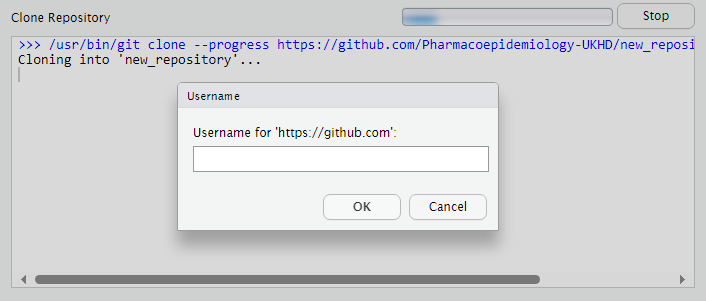 Clone Repository
Stop
>>> /usr/bin/git clone --progress https://github.com/Pharmacoepidemiology-UKHD/new_reposi
Cloning into 'new_repository'...
Username
Username for 'https://github.com':
OK
Cancel